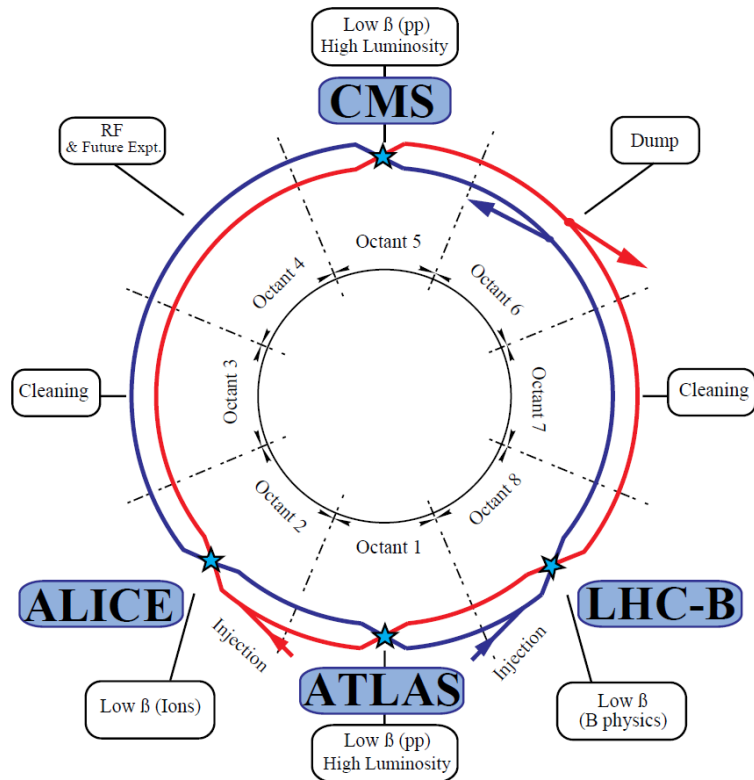 Low ß (pp)
High Luminosity
CMS
RF
& Future Expt.
Dump
Octant 5
Octant 4
Octant 6
Cleaning
Octant 3
Octant 7
Cleaning
Octant 2
Octant 8
Octant 1
ALICE
LHC-B
Injection
Injection
ATLAS
Low ß (Ions)
Low ß
(B physics)
Low ß (pp)
High Luminosity